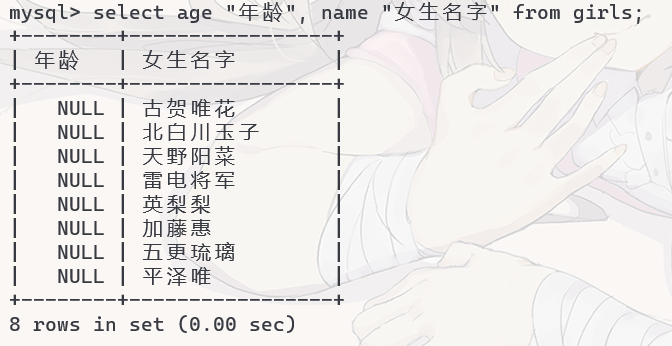 mysql> select age "年龄", name "女生名字" from girls;
+--------+------------------+
| 年龄 | 女生名字 |
+--------+------------------+
| NULL | 古贺唯花 |
| NULL | 北白川玉子 |
| NULL | 天野阳菜 |
| NULL | 雷电将军 |
| NULL | 英梨梨 |
| NULL | 加藤惠 |
| NULL | 五更琉璃 |
| NULL | 平泽唯 |
+--------+------------------+
8 rows in set (0.00 sec)